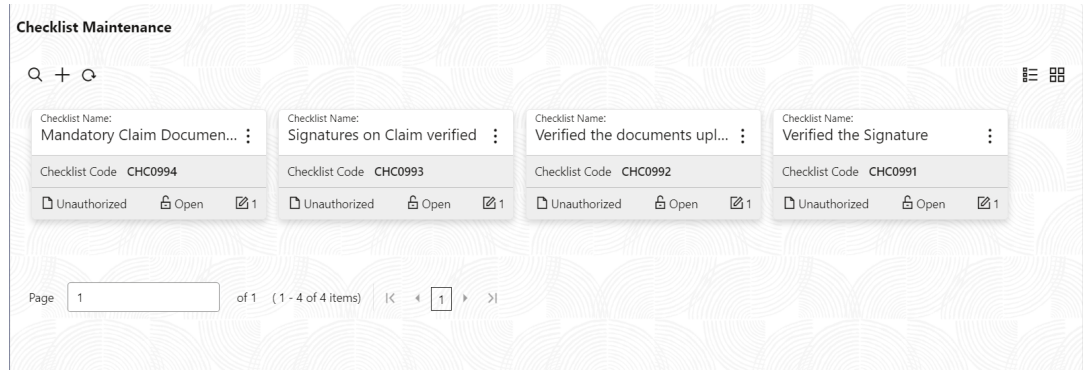 Checklist Maintenance
Checklist Name:
Mandatory Claim Documen...
Checklist Code CHC0994
Unauthorized Open 1
Checklist Name:
Signatures on Claim verified
Checklist Code CHC0993
Unauthorized Open 1
Checklist Name:
Verified the documents upl...
Checklist Code CHC0992
Unauthorized Open 1
Checklist Name:
Verified the Signature
Checklist Code CHC0991
Unauthorized Open 1
Page 1 of 1 ( 1 - 4 of 4 items) 1